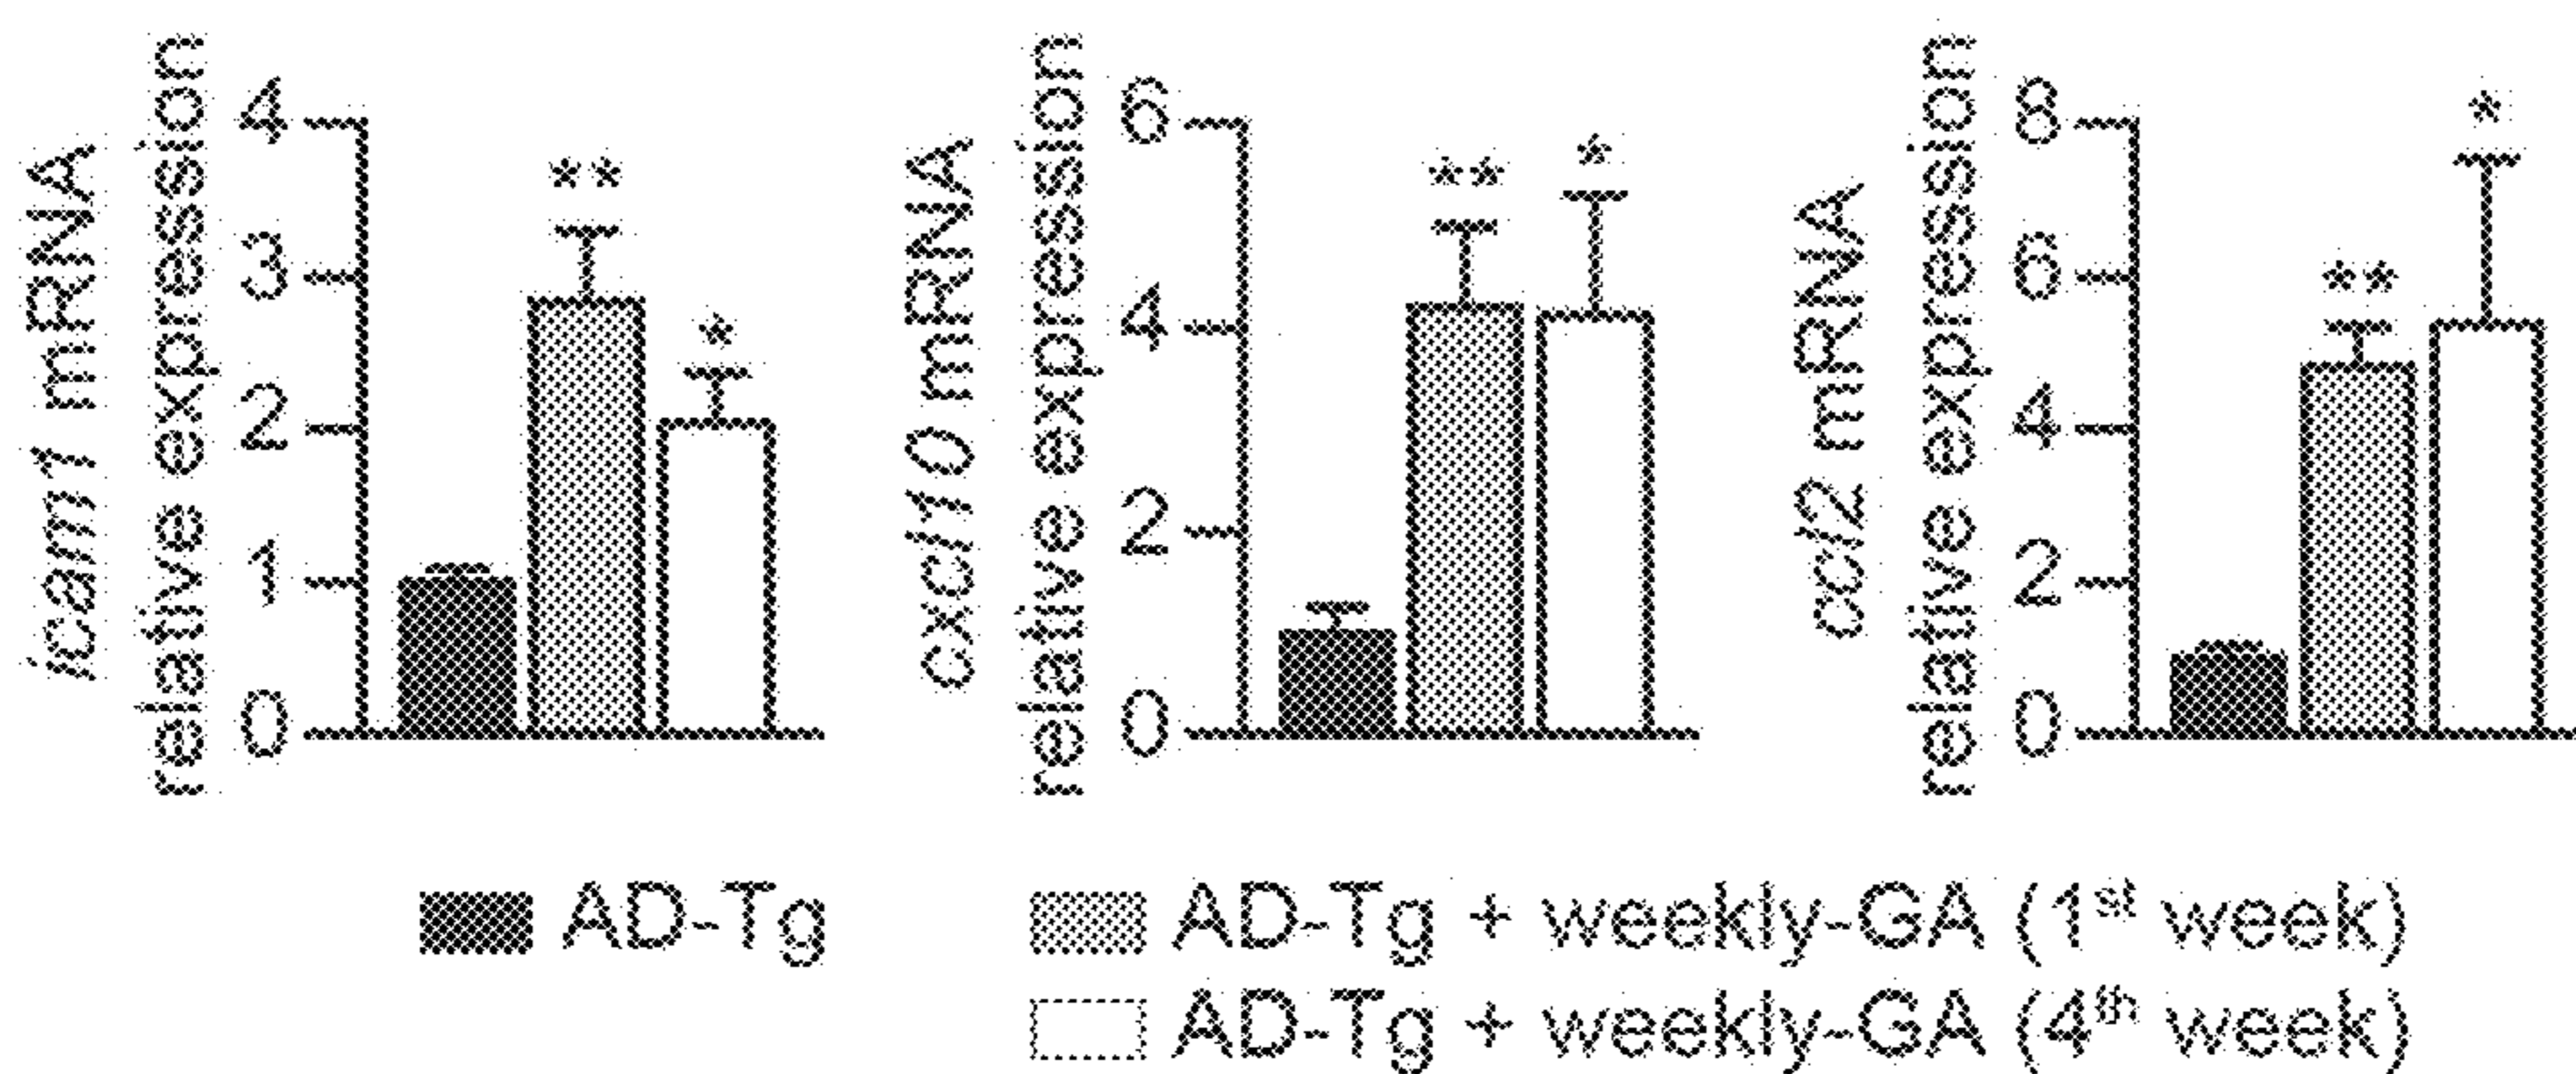 icam1 mRNA
relative expression
4
3
2
1
0
**
*
cxcl10 mRNA
relative expression
6
4
2
0
**
*
ccl2 mRNA
relative expression
8
6
4
2
0
**
*
AD-Tg
AD-Tg + weekly-GA (1st week)
AD-Tg + weekly-GA (4th week)